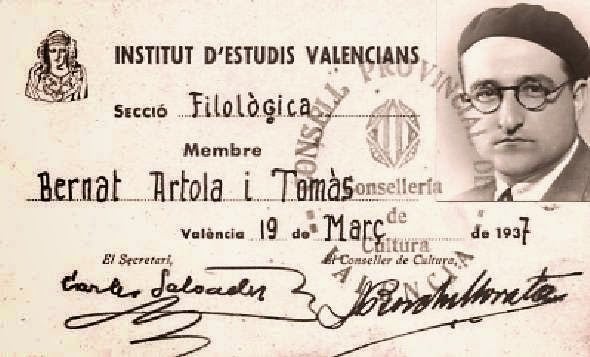 INSTITUT D'ESTUDIS VALENCIANS
SECCIÓ Filològica
Membre
Bernat Artola i Tomàs
València 19 de Març de 1937
El Secretari, El Conseller de Cultura,
Carles Salvador
CONSELL PROVINCIAL DE VALÈNCIA
Conselleria
de
Cultura